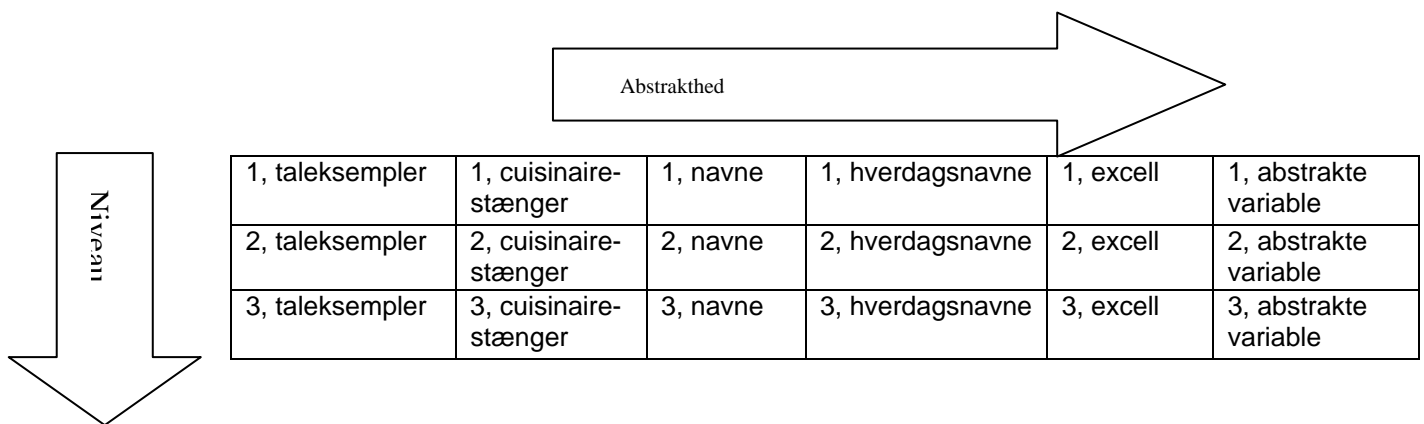 Abstrakthed
Niveau
1, taleksempler
1, cuisinaire-
stænger
1, navne
1, hverdagsnavne
1, excell
1, abstrakte
variable
2, taleksempler
2, cuisinaire-
stænger
2, navne
2, hverdagsnavne
2, excell
2, abstrakte
variable
3, taleksempler
3, cuisinaire-
stænger
3, navne
3, hverdagsnavne
3, excell
3, abstrakte
variable